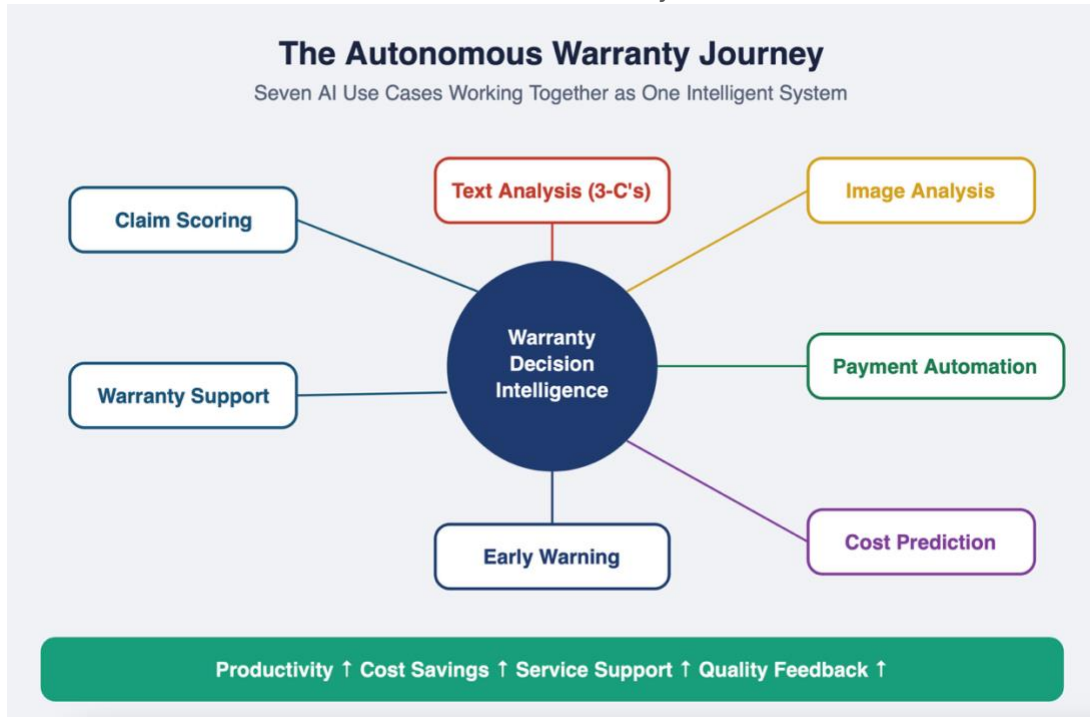 The Autonomous Warranty Journey
Seven AI Use Cases Working Together as One Intelligent System
Text Analysis (3-C's)
Image Analysis
Claim Scoring
Warranty
Decision
Intelligence
Payment Automation
Warranty Support
Early Warning
Cost Prediction
Productivity ↑ Cost Savings ↑ Service Support ↑ Quality Feedback ↑